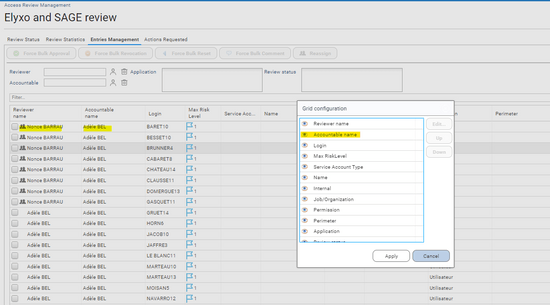 Access Review Management
Elyxo and SAGE review
Review Status Review Statistics Entries Management Actions Requested
Force Bulk Approval Force Bulk Revocation Force Bulk Reset Force Bulk Comment Reassign
Reviewer Application Review status
Accountable
Filter...
Reviewer name Accountable name Login Max Risk Level Service Acc... Name Perimeter
Nonce BARRAU Adèle BEL BARET10 1
Nonce BARRAU Adèle BEL BESSET10 1
Nonce BARRAU Adèle BEL BRUNNER4 1
Nonce BARRAU Adèle BEL CABARET8 1
Nonce BARRAU Adèle BEL CHATEAU14 1
Nonce BARRAU Adèle BEL CLAUSSE11 1
Nonce BARRAU Adèle BEL DOMERGUE13 1
Nonce BARRAU Adèle BEL GASQUET11 1
Adèle BEL Adèle BEL GRUET14 1
Adèle BEL Adèle BEL HORN6 1
Adèle BEL Adèle BEL JACOB10 1
Adèle BEL Adèle BEL JAFFRE3 1
Adèle BEL Adèle BEL LE BLANC11 1
Adèle BEL Adèle BEL MARTEAU10 1
Adèle BEL Adèle BEL MARTEAU13 1 Utilisateur
Adèle BEL Adèle BEL MOISAN5 1 Utilisateur
Adèle BEL Adèle BEL NAVARRO12 1 Utilisateur
Grid configuration
Reviewer name
Accountable name
Login
Max RiskLevel
Service Account Type
Name
Internal
Job/Organization
Permission
Perimeter
Application
Edit...
Up
Down
Apply Cancel